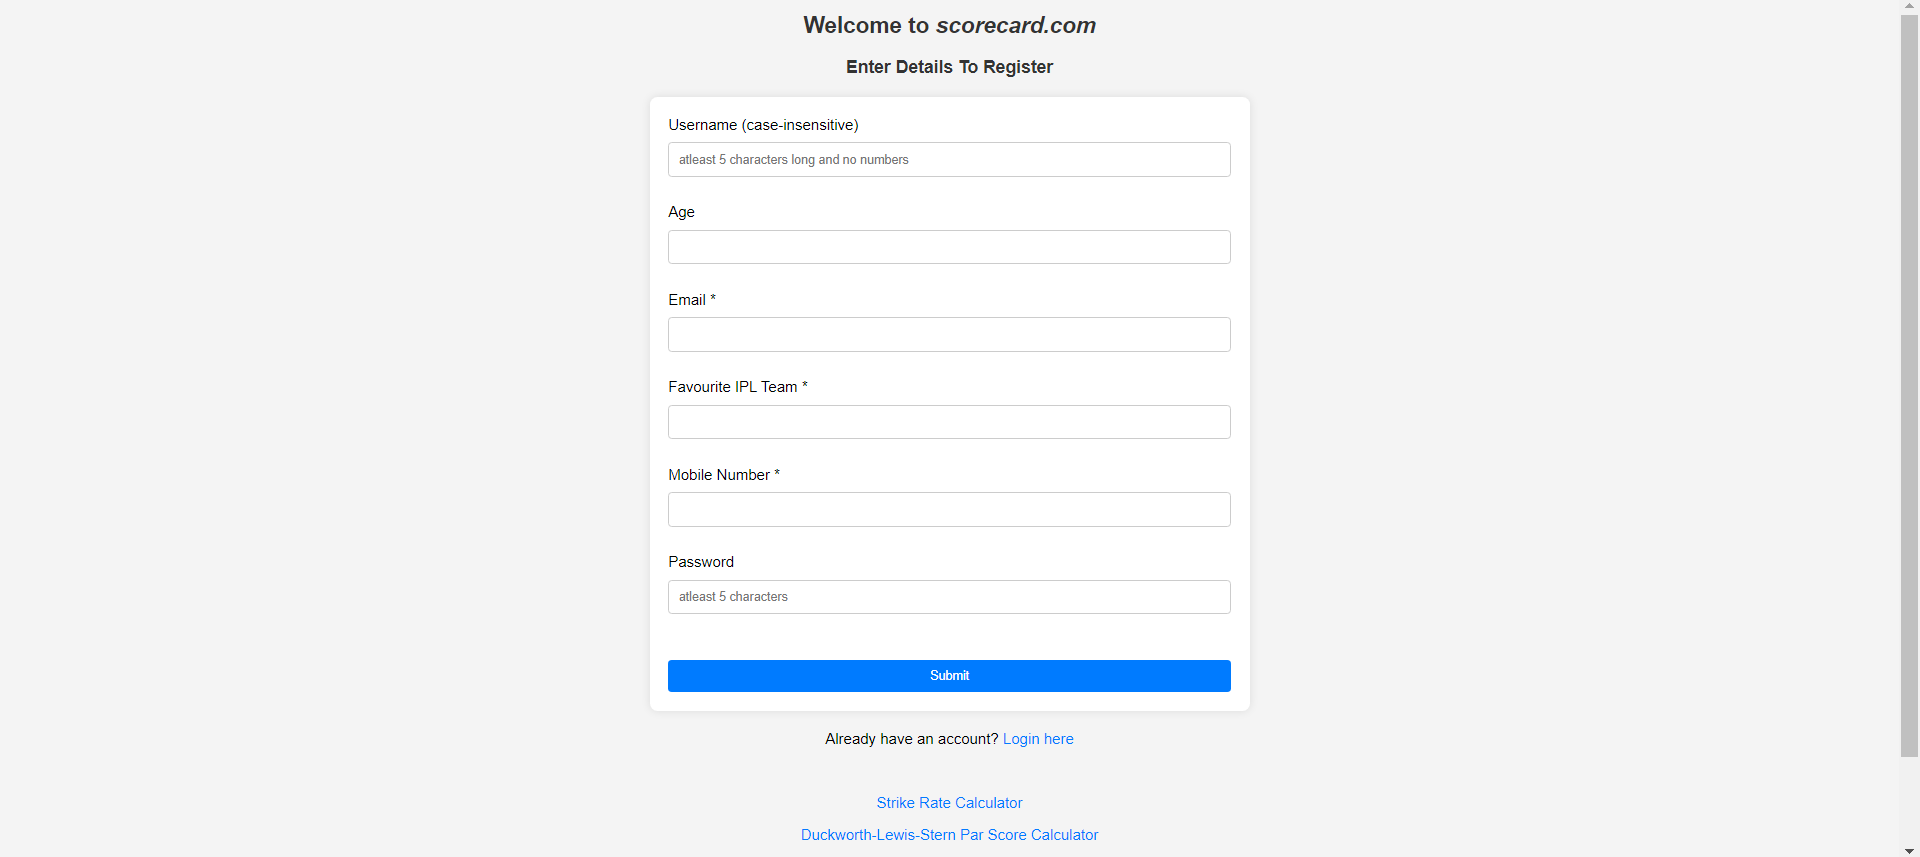 Welcome to scorecard.com
Enter Details To Register
Username (case-insensitive)
atleast 5 characters long and no numbers
Age
Email *
Favourite IPL Team *
Mobile Number *
Password
atleast 5 characters
Submit
Already have an account? Login here
Strike Rate Calculator
Duckworth-Lewis-Stern Par Score Calculator